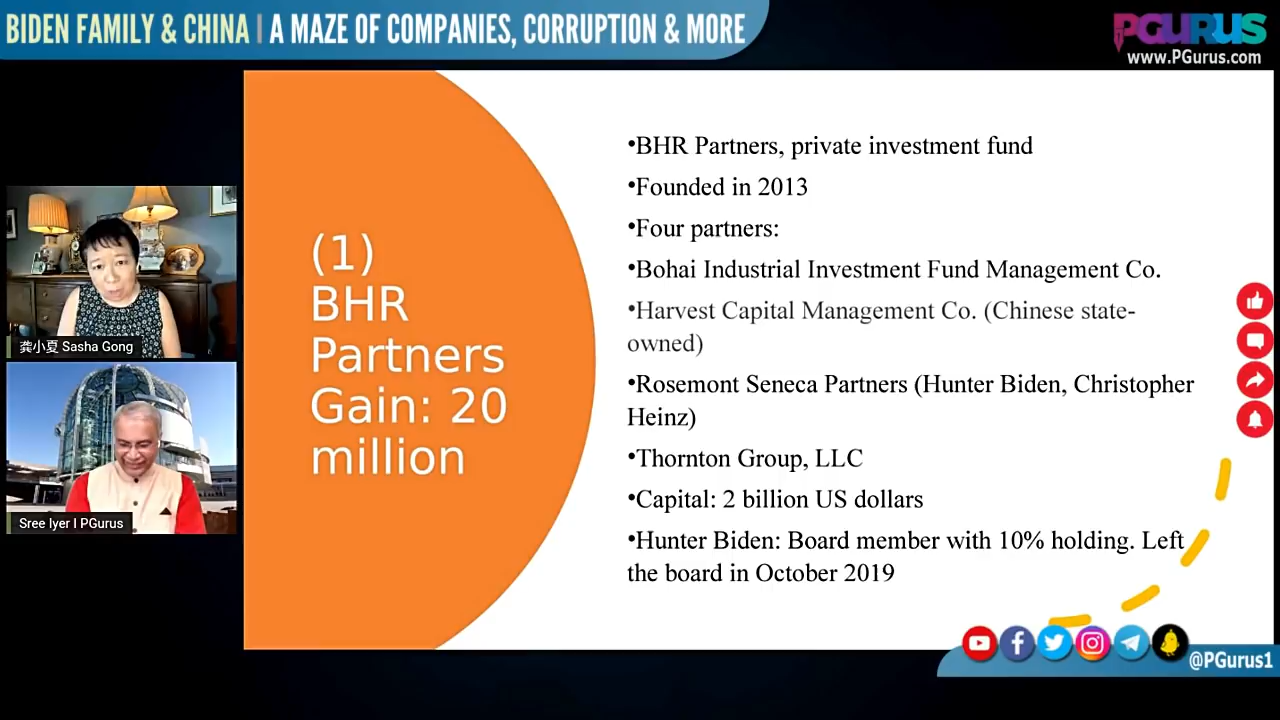 BIDEN FAMILY & CHINA | A MAZE OF COMPANIES, CORRUPTION & MORE
PGURUS
www.PGurus.com
(1)
BHR
Partners
Gain: 20
million
•BHR Partners, private investment fund
•Founded in 2013
•Four partners:
•Bohai Industrial Investment Fund Management Co.
•Harvest Capital Management Co. (Chinese state-
owned)
•Rosemont Seneca Partners (Hunter Biden, Christopher
Heinz)
•Thornton Group, LLC
•Capital: 2 billion US dollars
•Hunter Biden: Board member with 10% holding. Left
the board in October 2019
龚小夏 Sasha Gong
Sree Iyer I PGurus
@PGurus1